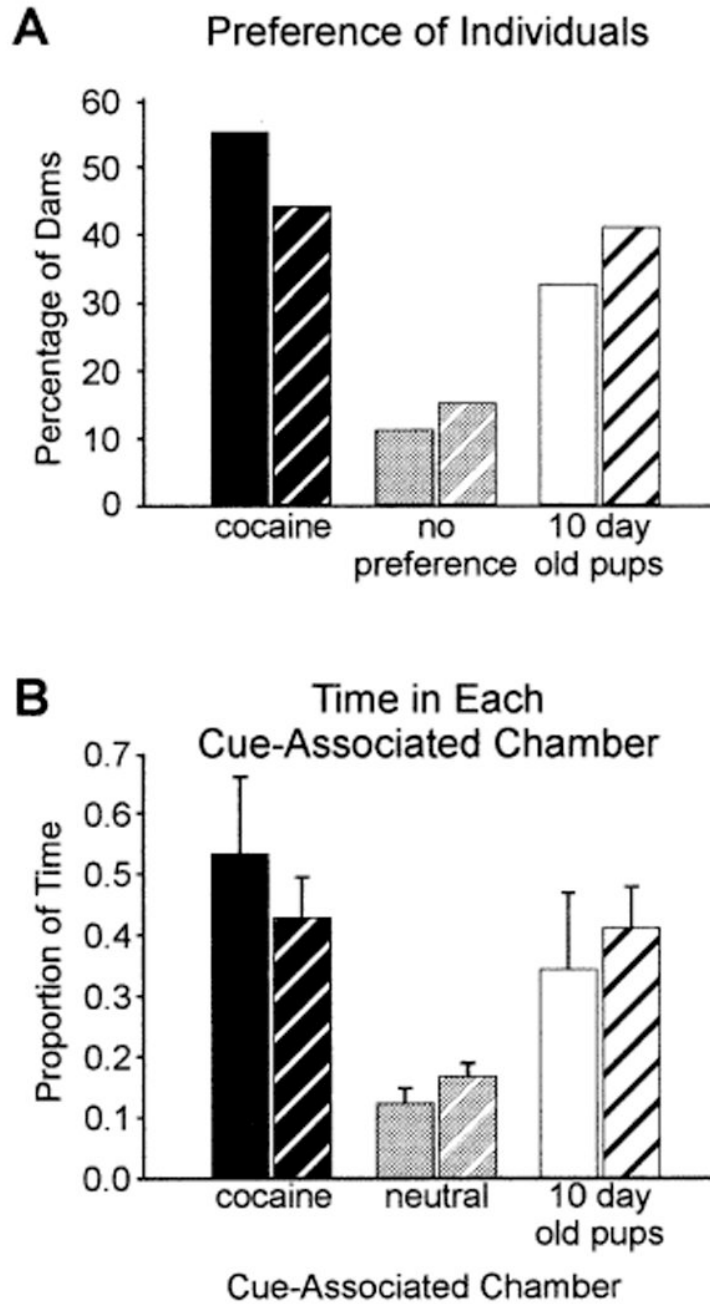 A
Preference of Individuals
Percentage of Dams
60
50
40
30
20
10
0
cocaine
no
preference
10 day
old pups
B
Time in Each
Cue-Associated Chamber
Proportion of Time
0.7
0.6
0.5
0.4
0.3
0.2
0.1
0.0
cocaine
neutral
10 day
old pups
Cue-Associated Chamber